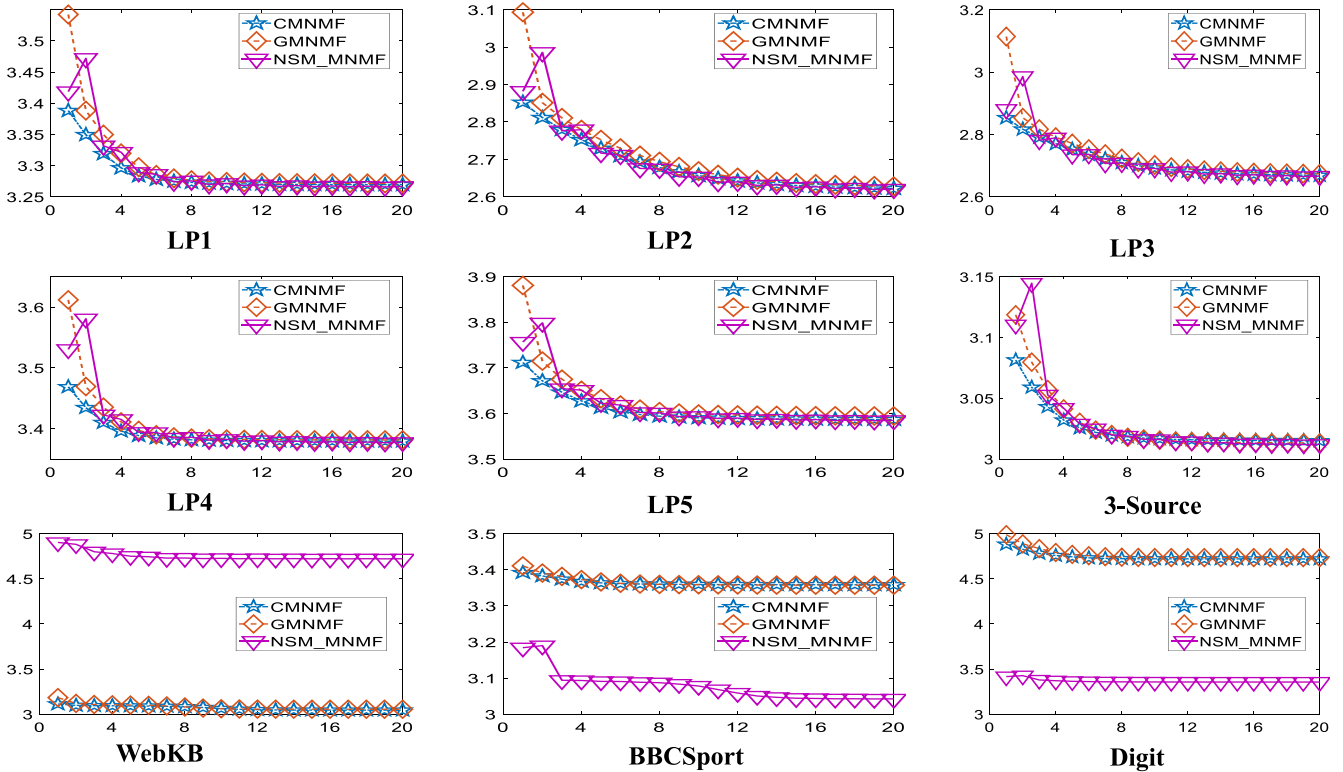 3.5
3.45
3.4
3.35
3.3
3.25
0 4 8 12 16 20
CMNMF
GMNMF
NSM_MNMF
LP1
3.1
3
2.9
2.8
2.7
2.6
0 4 8 12 16 20
CMNMF
GMNMF
NSM_MNMF
LP2
3.2
3
2.8
2.6
0 4 8 12 16 20
CMNMF
GMNMF
NSM_MNMF
LP3
3.6
3.5
3.4
0 4 8 12 16 20
CMNMF
GMNMF
NSM_MNMF
LP4
3.9
3.8
3.7
3.6
3.5
0 4 8 12 16 20
CMNMF
GMNMF
NSM_MNMF
LP5
3.15
3.1
3.05
3
0 4 8 12 16 20
CMNMF
GMNMF
NSM_MNMF
3-Source
5
4.5
4
3.5
3
0 4 8 12 16 20
CMNMF
GMNMF
NSM_MNMF
WebKB
3.5
3.4
3.3
3.2
3.1
3
0 4 8 12 16 20
CMNMF
GMNMF
NSM_MNMF
BBCSport
5
4.5
4
3.5
3
0 4 8 12 16 20
CMNMF
GMNMF
NSM_MNMF
Digit